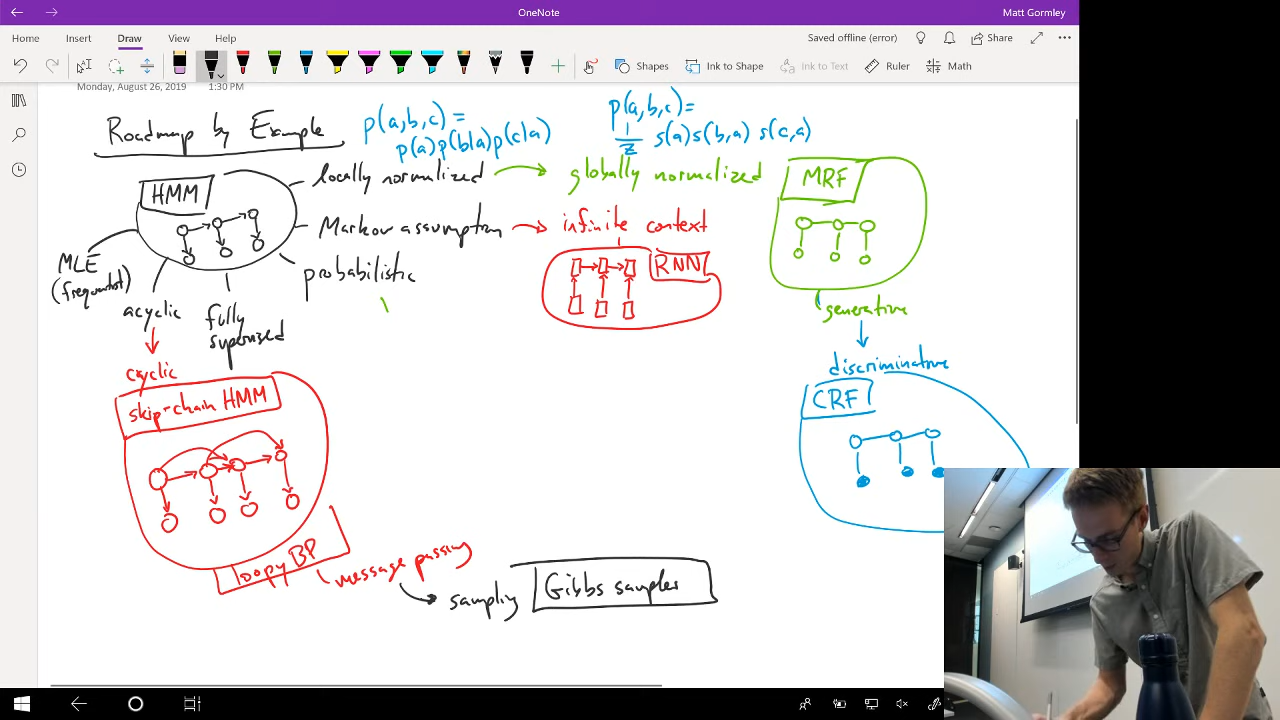 OneNote
Matt Gormley
Home Insert Draw View Help
Saved offline (error)
Share
Shapes
Ink to Shape
Ink to Text
Ruler
Math
Monday, August 26, 2019 1:30 PM
Roadmap by Example
p(a,b,c) =
p(a)p(b|a)p(c|a)
p(a,b,c)=
1/Z s(a)s(b,a) s(c,a)
HMM
locally normalized
globally normalized
MRF
Markov assumption
infinite context
RNN
MLE
(frequentist)
probabilistic
acyclic
fully
supervised
generative
cyclic
discriminative
skip-chain HMM
CRF
loopy BP
message passing
sampling
Gibbs sampler